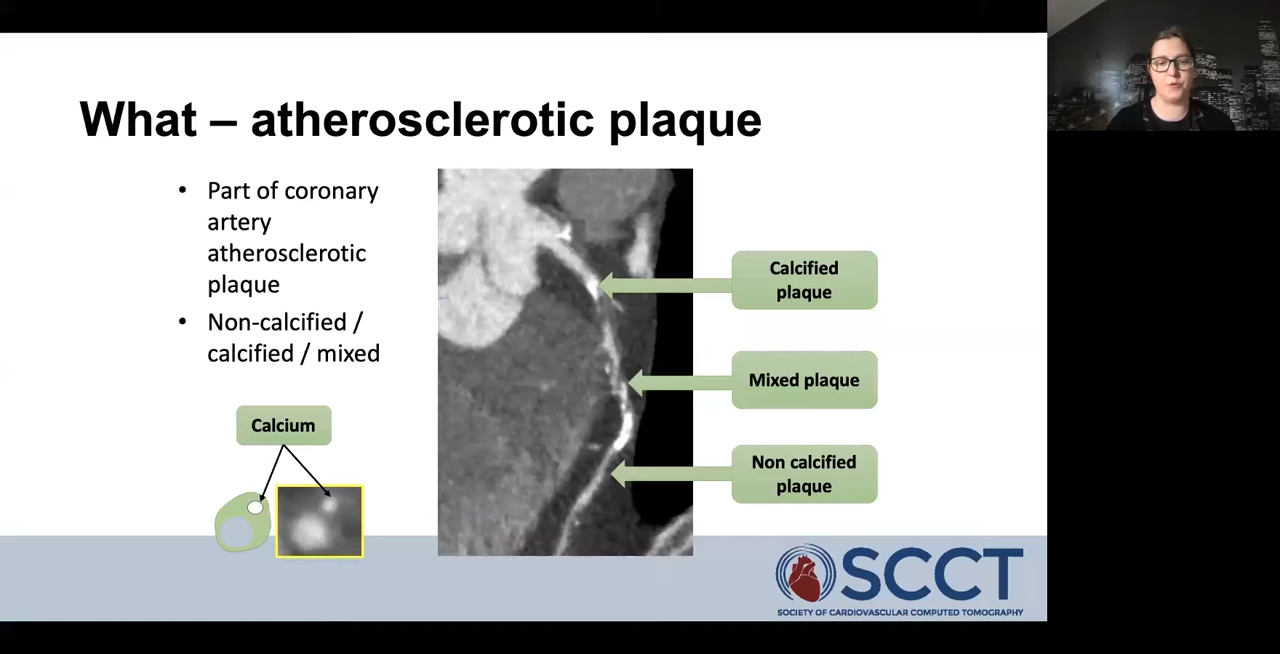 What – atherosclerotic plaque
• Part of coronary
artery
atherosclerotic
plaque
• Non-calcified /
calcified / mixed
Calcium
Calcified
plaque
Mixed plaque
Non calcified
plaque
SCCT
SOCIETY OF CARDIOVASCULAR COMPUTED TOMOGRAPHY